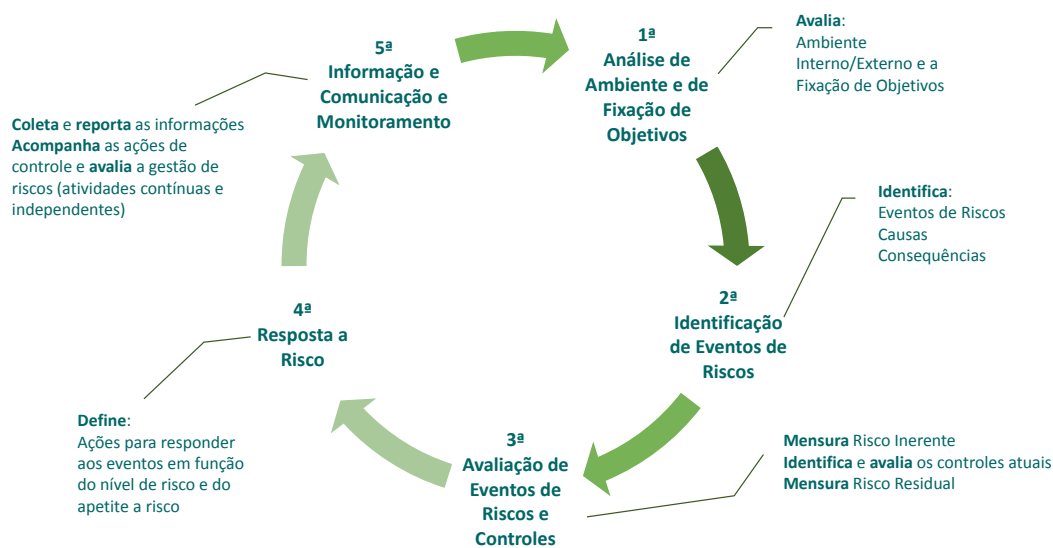 1ª
Análise de
Ambiente e de
Fixação de
Objetivos
Avalia:
Ambiente
Interno/Externo e a
Fixação de Objetivos
2ª
Identificação
de Eventos de
Riscos
Identifica:
Eventos de Riscos
Causas
Consequências
3ª
Avaliação de
Eventos de
Riscos e
Controles
Mensura Risco Inerente
Identifica e avalia os controles atuais
Mensura Risco Residual
4ª
Resposta a
Risco
Define:
Ações para responder
aos eventos em função
do nível de risco e do
apetite a risco
5ª
Informação e
Comunicação e
Monitoramento
Coleta e reporta as informações
Acompanha as ações de
controle e avalia a gestão de
riscos (atividades contínuas e
independentes)